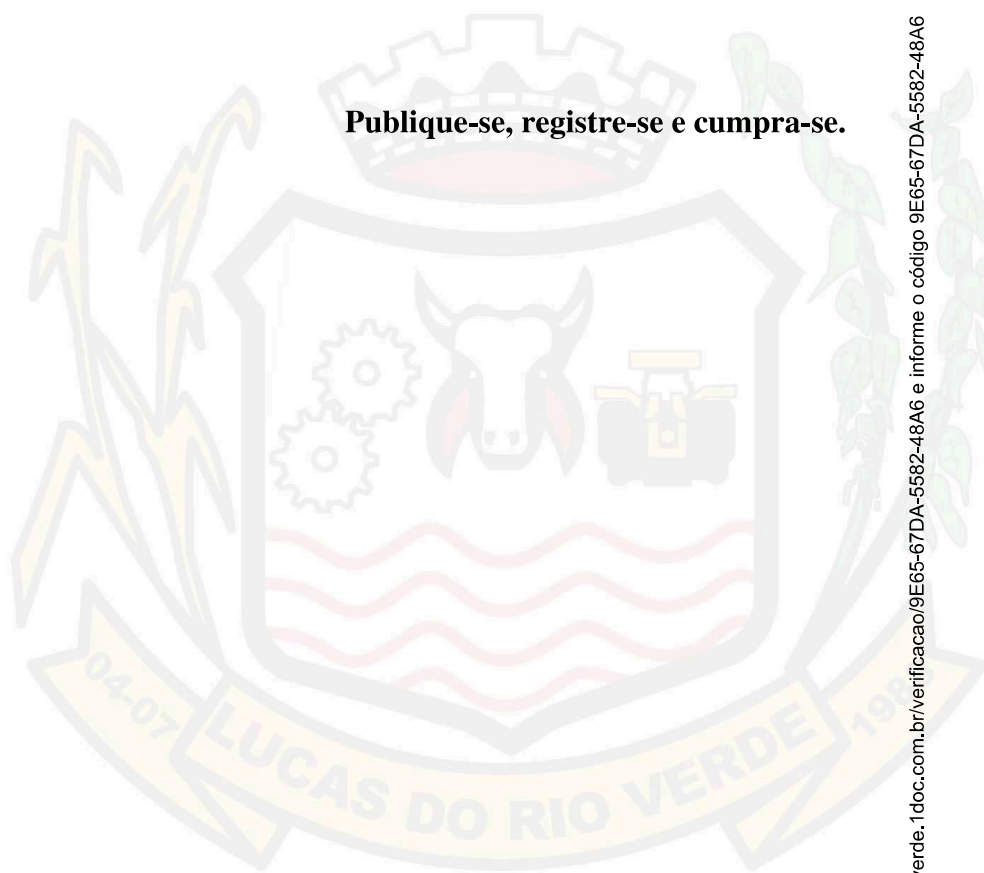 Publique-se, registre-se e cumpra-se.
04-07
LUCAS DO RIO VERDE
verde.1doc.com.br/verificacao/9E65-67DA-5582-48A6 e informe o código 9E65-67DA-5582-48A6